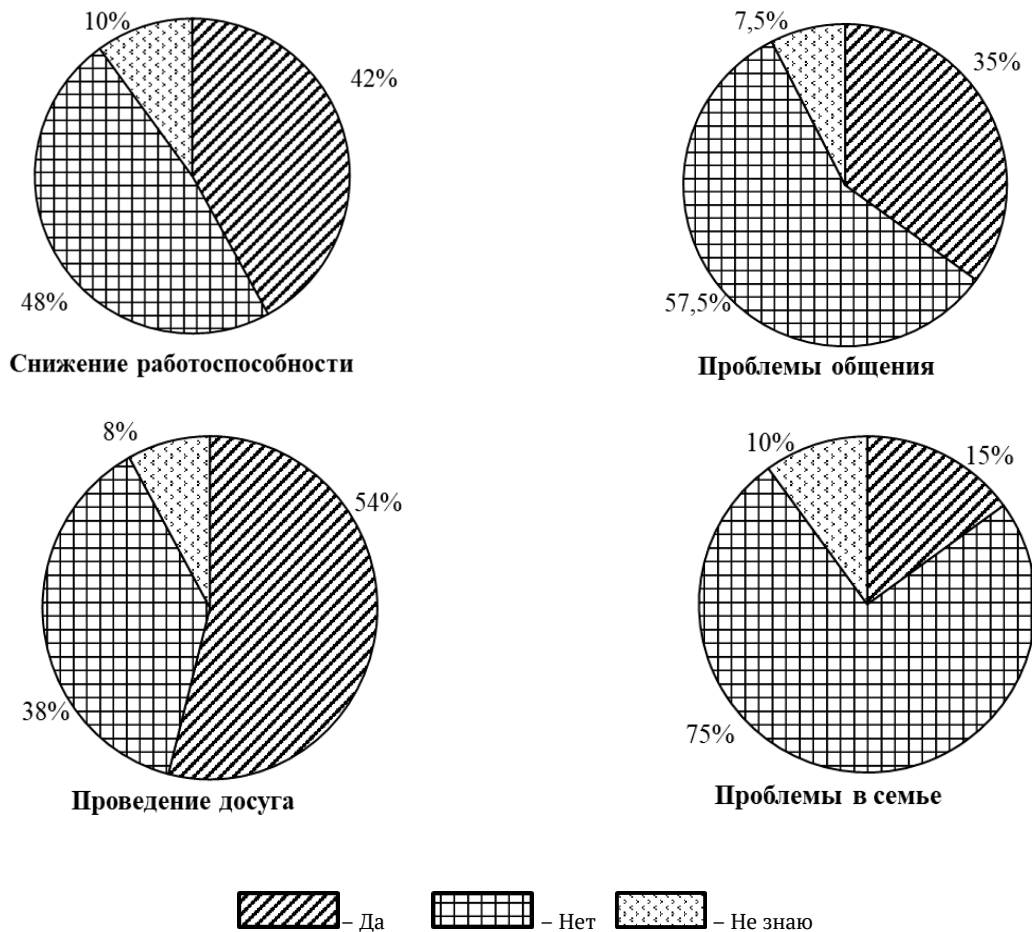 10%
42%
48%
Снижение работоспособности
7,5%
35%
57,5%
Проблемы общения
8%
54%
38%
Проведение досуга
10%
15%
75%
Проблемы в семье
– Да – Нет – Не знаю